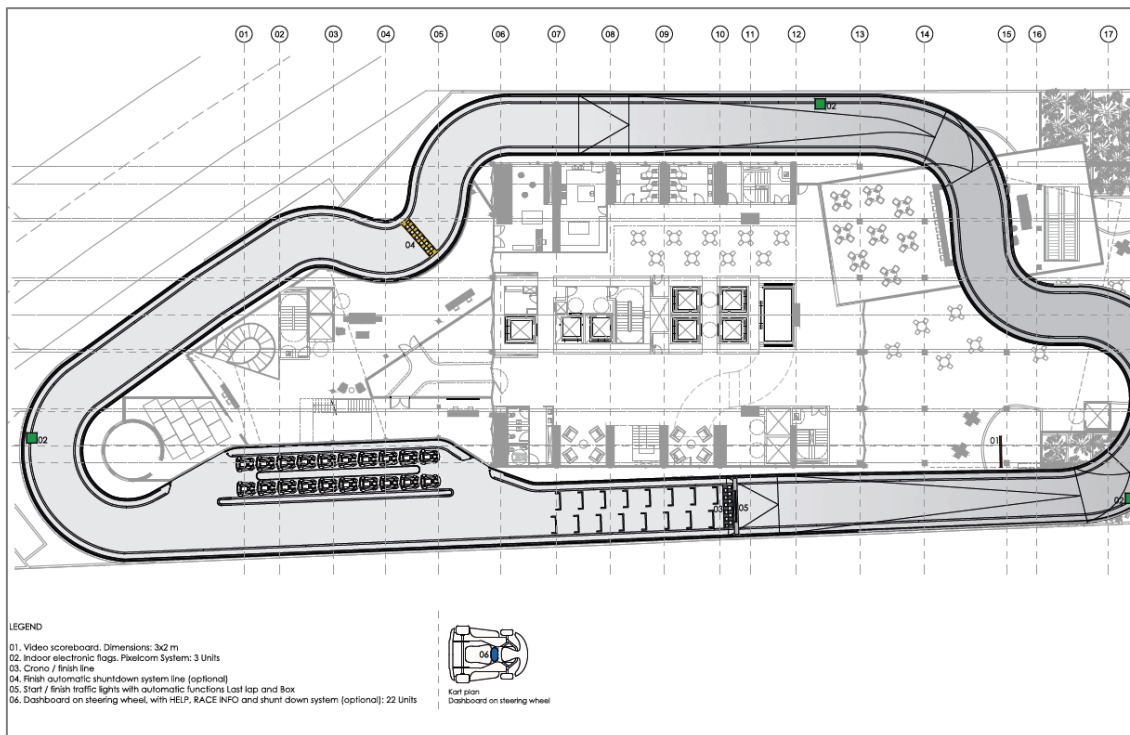 01 02 03 04 05 06 07 08 09 10 11 12 13 14 15 16 17
02
04
02
01
03 05
02
LEGEND
01. Video scoreboard. Dimensions: 3x2 m
02. Indoor electronic flags. Pixelcom System: 3 Units
03. Crono / finish line
04. Finish automatic shuntdown system line (optional)
05. Start / finish traffic lights with automatic functions Last lap and Box
06. Dashboard on steering wheel, with HELP, RACE INFO and shunt down system (optional): 22 Units
06
Kart plan
Dashboard on steering wheel